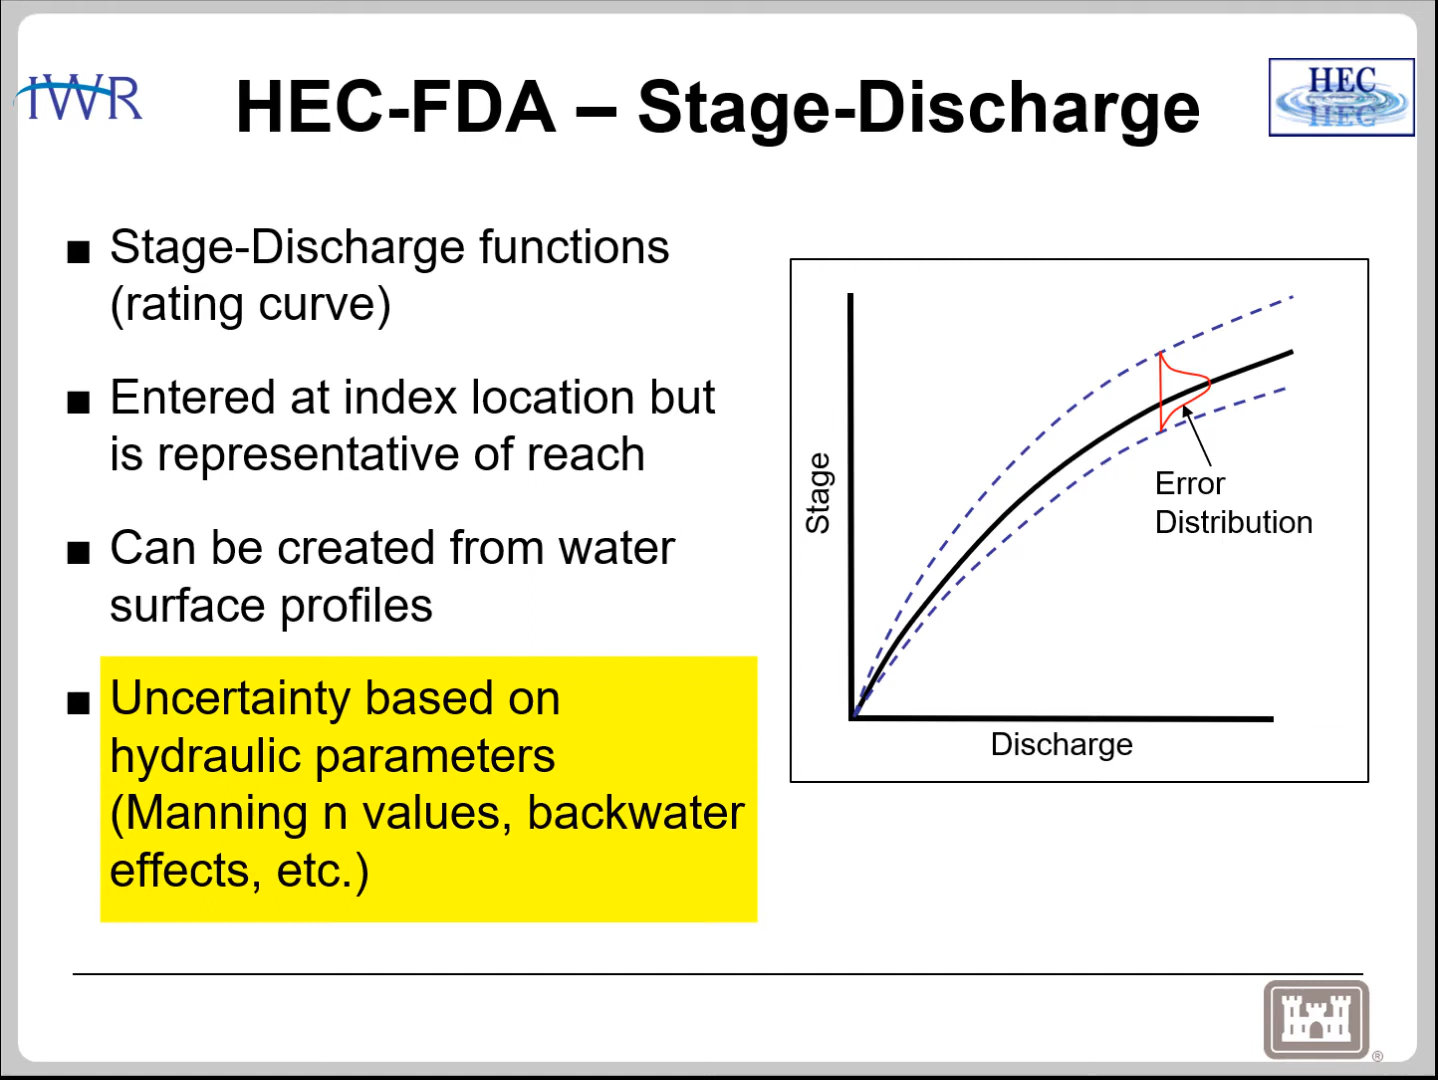 IWR
HEC-FDA – Stage-Discharge
HEC
HEC
■ Stage-Discharge functions
(rating curve)
■ Entered at index location but
is representative of reach
■ Can be created from water
surface profiles
■ Uncertainty based on
hydraulic parameters
(Manning n values, backwater
effects, etc.)
Stage
Error
Distribution
Discharge
®